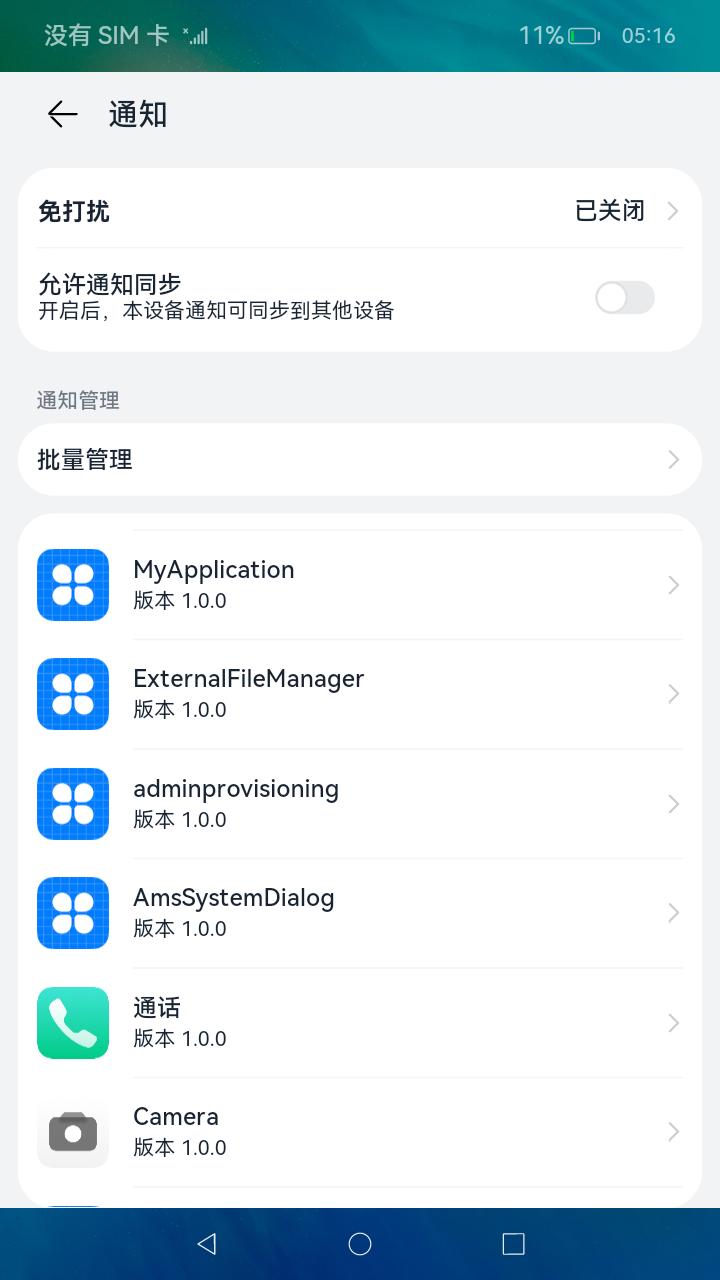 没有 SIM 卡
11%
05:16
通知
免打扰
已关闭
允许通知同步
开启后，本设备通知可同步到其他设备
通知管理
批量管理
MyApplication
版本 1.0.0
ExternalFileManager
版本 1.0.0
adminprovisioning
版本 1.0.0
AmsSystemDialog
版本 1.0.0
通话
版本 1.0.0
Camera
版本 1.0.0